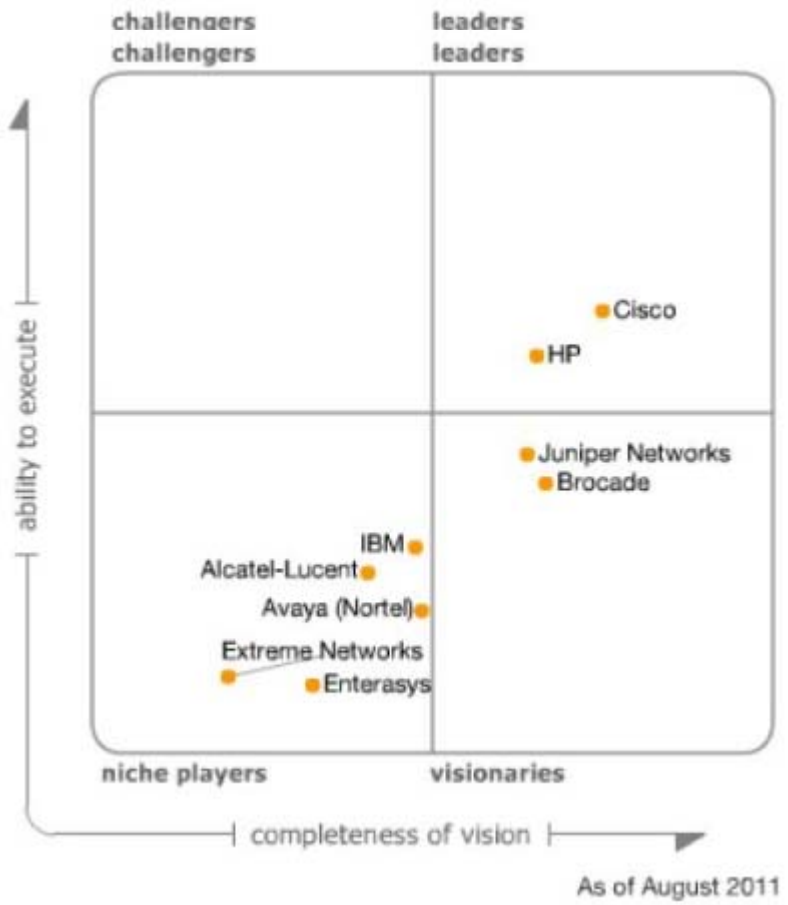 challengers
leaders
challengers
leaders
Cisco
HP
ability to execute
Juniper Networks
Brocade
IBM
Alcatel-Lucent
Avaya (Nortel)
Extreme Networks
Enterasys
niche players
visionaries
completeness of vision
As of August 2011